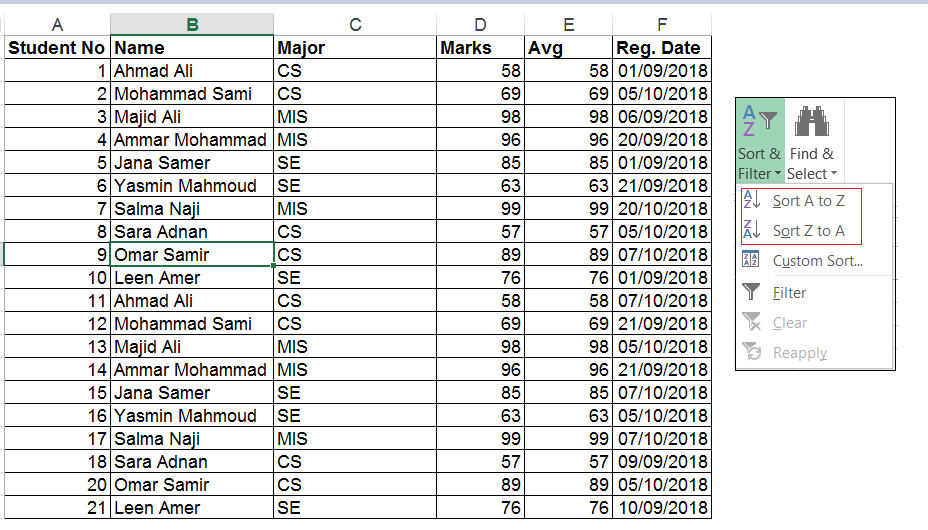 A B C D E F
Student No Name Major Marks Avg Reg. Date
1 Ahmad Ali CS 58 58 01/09/2018
2 Mohammad Sami CS 69 69 05/10/2018
3 Majid Ali MIS 98 98 06/09/2018
4 Ammar Mohammad MIS 96 96 20/09/2018
5 Jana Samer SE 85 85 01/09/2018
6 Yasmin Mahmoud SE 63 63 21/09/2018
7 Salma Naji MIS 99 99 20/10/2018
8 Sara Adnan CS 57 57 05/10/2018
9 Omar Samir CS 89 89 07/10/2018
10 Leen Amer SE 76 76 01/09/2018
11 Ahmad Ali CS 58 58 07/10/2018
12 Mohammad Sami CS 69 69 21/09/2018
13 Majid Ali MIS 98 98 05/10/2018
14 Ammar Mohammad MIS 96 96 21/09/2018
15 Jana Samer SE 85 85 07/10/2018
16 Yasmin Mahmoud SE 63 63 05/10/2018
17 Salma Naji MIS 99 99 07/10/2018
18 Sara Adnan CS 57 57 09/09/2018
20 Omar Samir CS 89 89 05/10/2018
21 Leen Amer SE 76 76 10/09/2018
Sort & Filter
Find & Select
Sort A to Z
Sort Z to A
Custom Sort...
Filter
Clear
Reapply